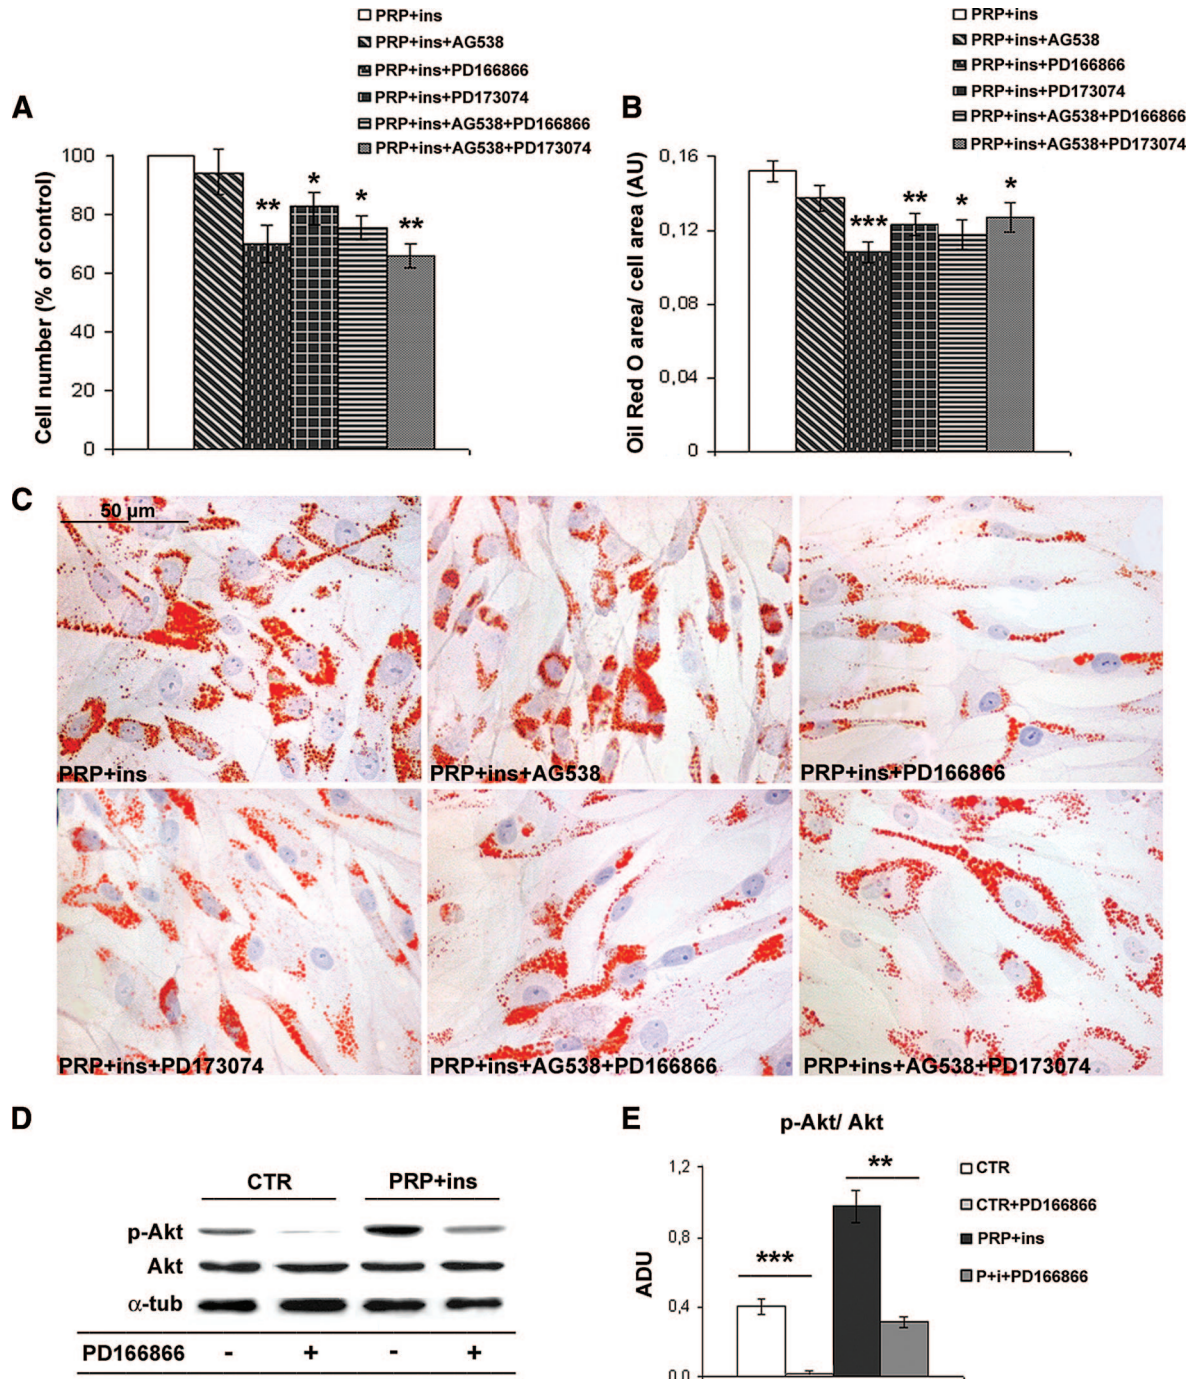 A
PRP+ins
PRP+ins+AG538
PRP+ins+PD166866
PRP+ins+PD173074
PRP+ins+AG538+PD166866
PRP+ins+AG538+PD173074
Cell number (% of control)
100
80
60
40
20
0
**
*
*
**
B
PRP+ins
PRP+ins+AG538
PRP+ins+PD166866
PRP+ins+PD173074
PRP+ins+AG538+PD166866
PRP+ins+AG538+PD173074
Oil Red O area/ cell area (AU)
0,16
0,12
0,08
0,04
0
***
**
*
*
C
50 µm
PRP+ins
PRP+ins+AG538
PRP+ins+PD166866
PRP+ins+PD173074
PRP+ins+AG538+PD166866
PRP+ins+AG538+PD173074
D
CTR PRP+ins
p-Akt
Akt
α-tub
PD166866 - + - +
E
p-Akt/ Akt
ADU
1,2
0,8
0,4
0,0
***
**
CTR
CTR+PD166866
PRP+ins
P+i+PD166866